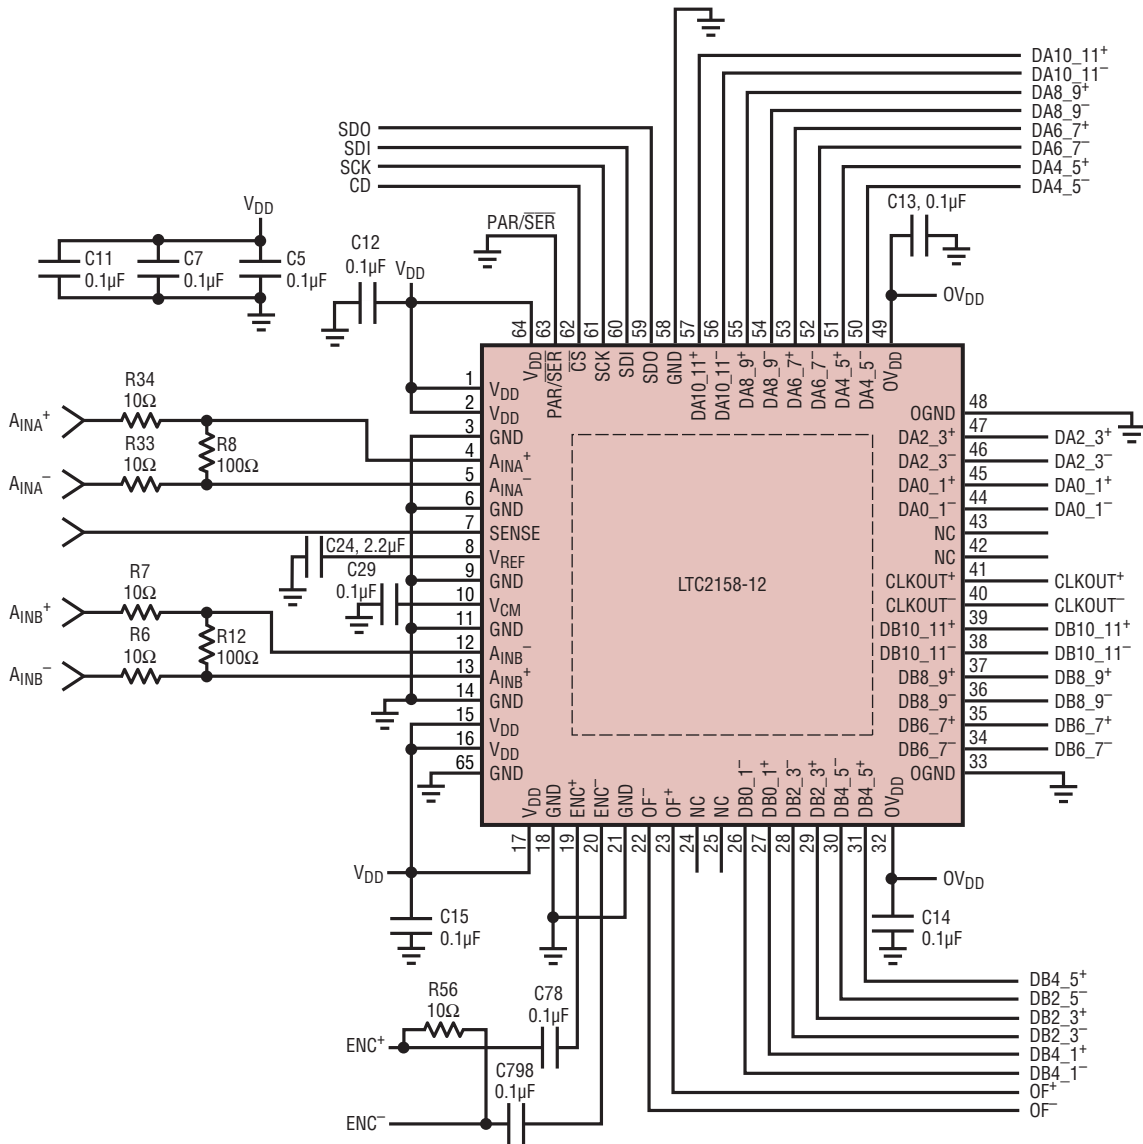 DA10_11+
DA10_11−
DA8_9+
DA8_9−
DA6_7+
DA6_7−
DA4_5+
DA4_5−
SDO
SDI
SCK
CD
PAR/S̅E̅R̅
C13, 0.1µF
OVDD
VDD
C11
0.1µF
C7
0.1µF
C5
0.1µF
C12
0.1µF
VDD
64
63
62
61
60
59
58
57
56
55
54
53
52
51
50
49
VDD
PAR/S̅E̅R̅
C̅S̅
SCK
SDI
SDO
GND
DA10_11+
DA10_11−
DA8_9+
DA8_9−
DA6_7+
DA6_7−
DA4_5+
DA4_5−
OVDD
R34
10Ω
AINA+
R33
10Ω
R8
100Ω
AINA−
C24, 2.2µF
C29
0.1µF
R7
10Ω
AINB+
R6
10Ω
R12
100Ω
AINB−
1 VDD
2 VDD
3 GND
4 AINA+
5 AINA−
6 GND
7 SENSE
8 VREF
9 GND
10 VCM
11 GND
12 AINB−
13 AINB+
14 GND
15 VDD
16 VDD
65 GND
LTC2158-12
OGND 48
DA2_3+ 47 DA2_3+
DA2_3− 46 DA2_3−
DA0_1+ 45 DA0_1+
DA0_1− 44 DA0_1−
NC 43
NC 42
CLKOUT+ 41 CLKOUT+
CLKOUT− 40 CLKOUT−
DB10_11+ 39 DB10_11+
DB10_11− 38 DB10_11−
DB8_9+ 37 DB8_9+
DB8_9− 36 DB8_9−
DB6_7+ 35 DB6_7+
DB6_7− 34 DB6_7−
OGND 33
VDD
GND
ENC+
ENC−
GND
OF−
OF+
NC
NC
DB0_1−
DB0_1+
DB2_3−
DB2_3+
DB4_5−
DB4_5+
OVDD
17
18
19
20
21
22
23
24
25
26
27
28
29
30
31
32
VDD
C15
0.1µF
OVDD
C14
0.1µF
R56
10Ω
C78
0.1µF
ENC+
C798
0.1µF
ENC−
DB4_5+
DB2_5−
DB2_3+
DB2_3−
DB4_1+
DB4_1−
OF+
OF−